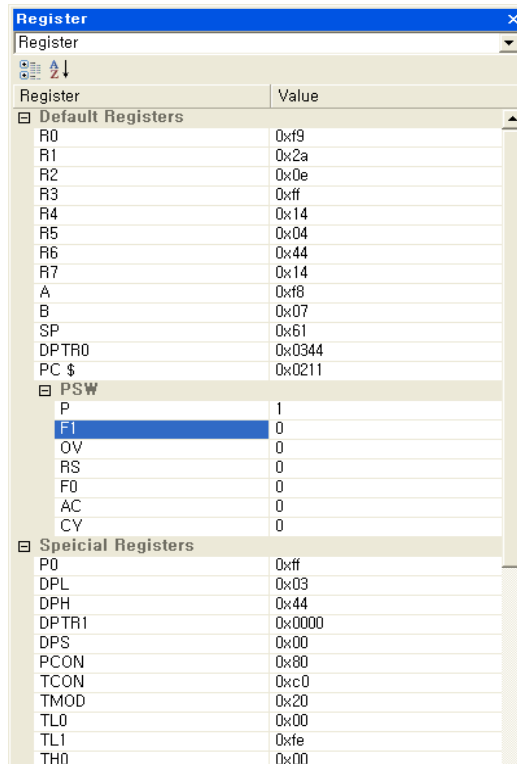 Register
Register
Register Value
Default Registers
R0 0xf9
R1 0x2a
R2 0x0e
R3 0xff
R4 0x14
R5 0x04
R6 0x44
R7 0x14
A 0xf8
B 0x07
SP 0x61
DPTR0 0x0344
PC $ 0x0211
PSW
P 1
F1 0
OV 0
RS 0
F0 0
AC 0
CY 0
Speicial Registers
P0 0xff
DPL 0x03
DPH 0x44
DPTR1 0x0000
DPS 0x00
PCON 0x80
TCON 0xc0
TMOD 0x20
TL0 0x00
TL1 0xfe
TH0 0x00